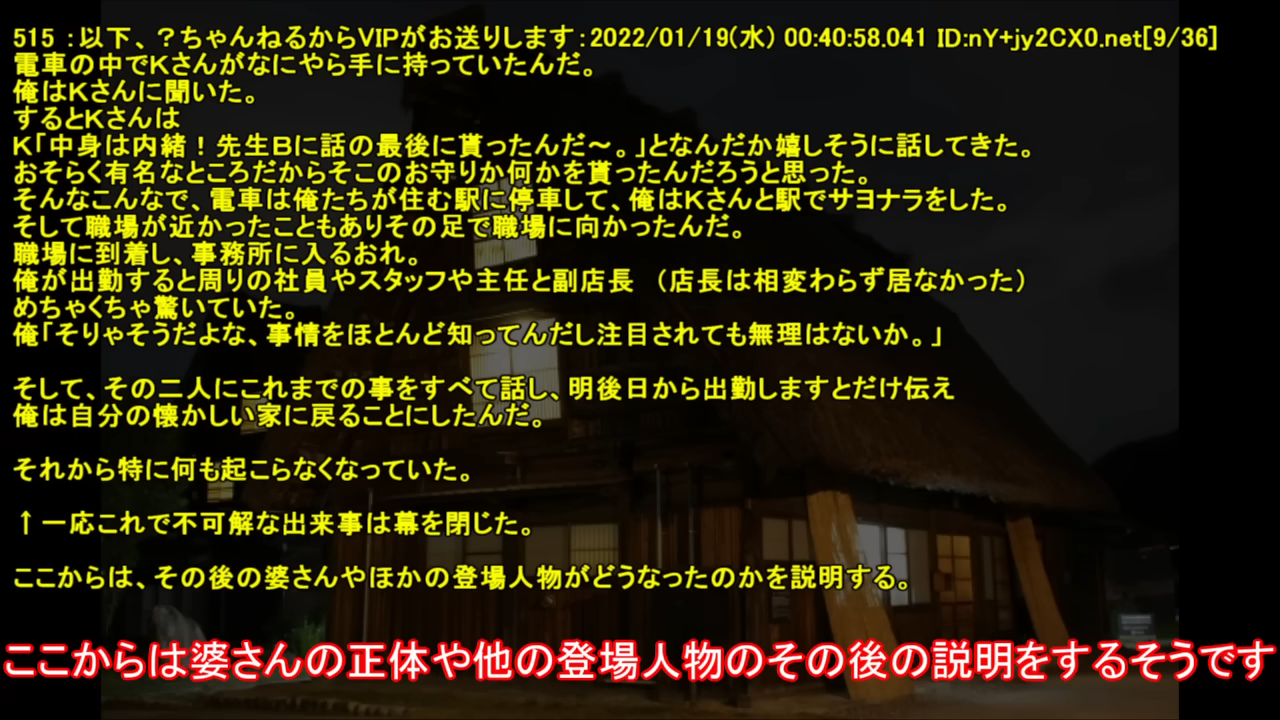 515 ：以下、？ちゃんねるからVIPがお送りします：2022/01/19(水) 00:40:58.041 ID:nY+jy2CX0.net[9/36]
電車の中でＫさんがなにやら手に持っていたんだ。
俺はＫさんに聞いた。
するとＫさんは
Ｋ「中身は内緒！先生Ｂに話の最後に貰ったんだ～。」となんだか嬉しそうに話してきた。
おそらく有名なところだからそこのお守りか何かを貰ったんだろうと思った。
そんなこんなで、電車は俺たちが住む駅に停車して、俺はＫさんと駅でサヨナラをした。
そして職場が近かったこともありその足で職場に向かったんだ。
職場に到着し、事務所に入るおれ。
俺が出勤すると周りの社員やスタッフや主任と副店長　（店長は相変わらず居なかった）
めちゃくちゃ驚いていた。
俺「そりゃそうだよな、事情をほとんど知ってんだし注目されても無理はないか。」
そして、その二人にこれまでの事をすべて話し、明後日から出勤しますとだけ伝え
俺は自分の懐かしい家に戻ることにしたんだ。
それから特に何も起こらなくなっていた。
↑一応これで不可解な出来事は幕を閉じた。
ここからは、その後の婆さんやほかの登場人物がどうなったのかを説明する。
ここからは婆さんの正体や他の登場人物のその後の説明をするそうです